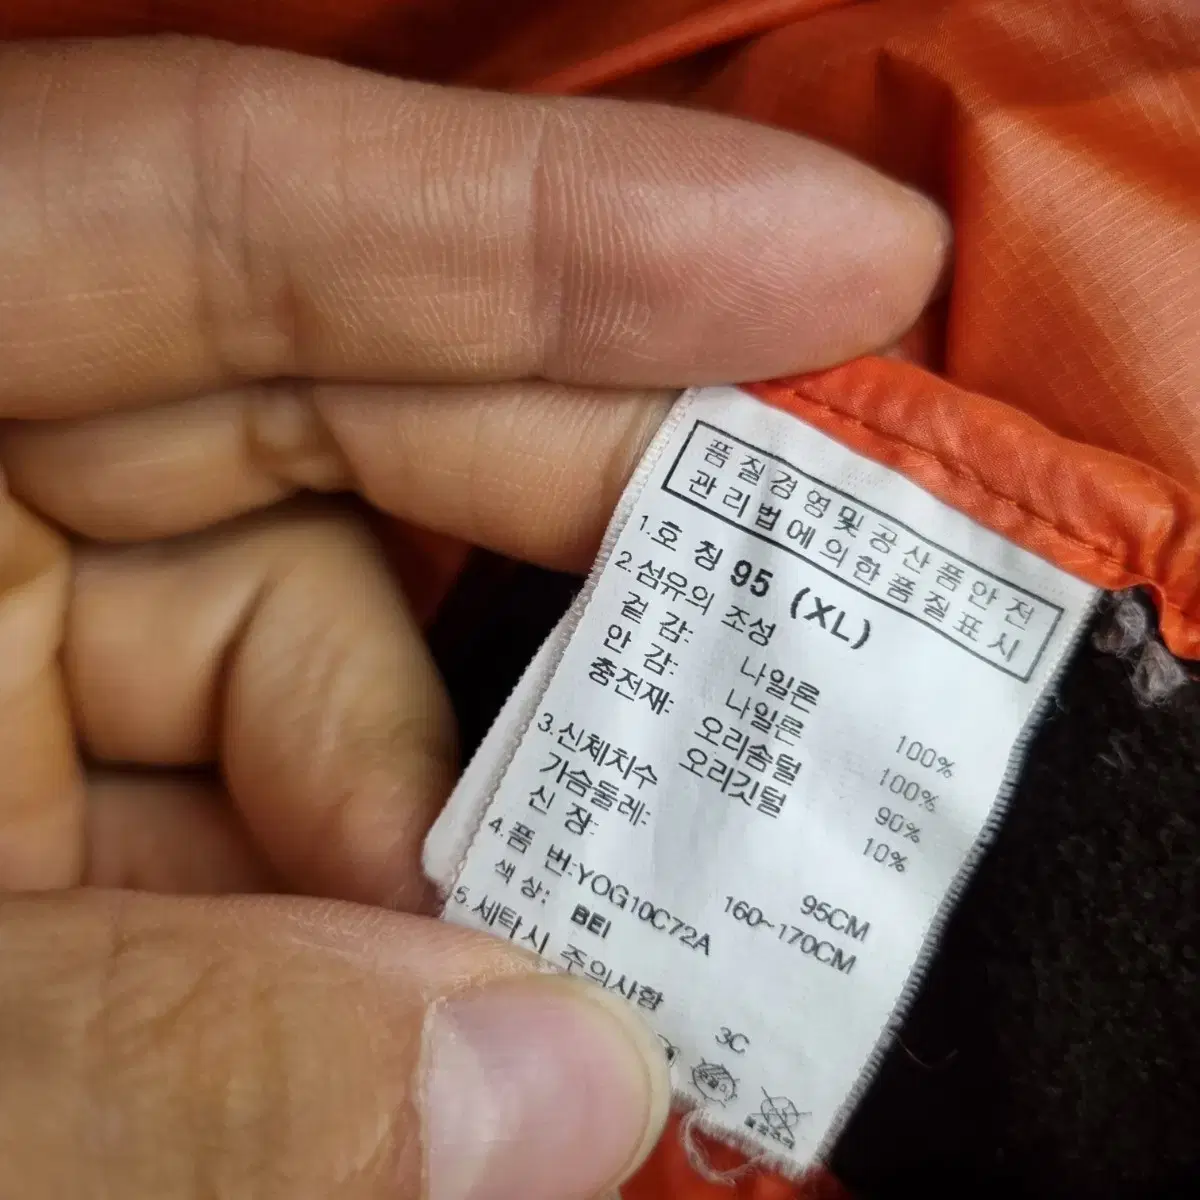 품질경영및공산품안전
관리법에의한품질표시
1.호 칭 95 (XL)
2.섬유의 조성
겉 감: 나일론 100%
안 감: 나일론 100%
충전재: 오리솜털 90%
오리깃털 10%
3.신체치수
가슴둘레: 95CM
신 장: 160~170CM
4.품 번:YOG10C72A
색 상: BEI
5.세탁시 주의사항
3C